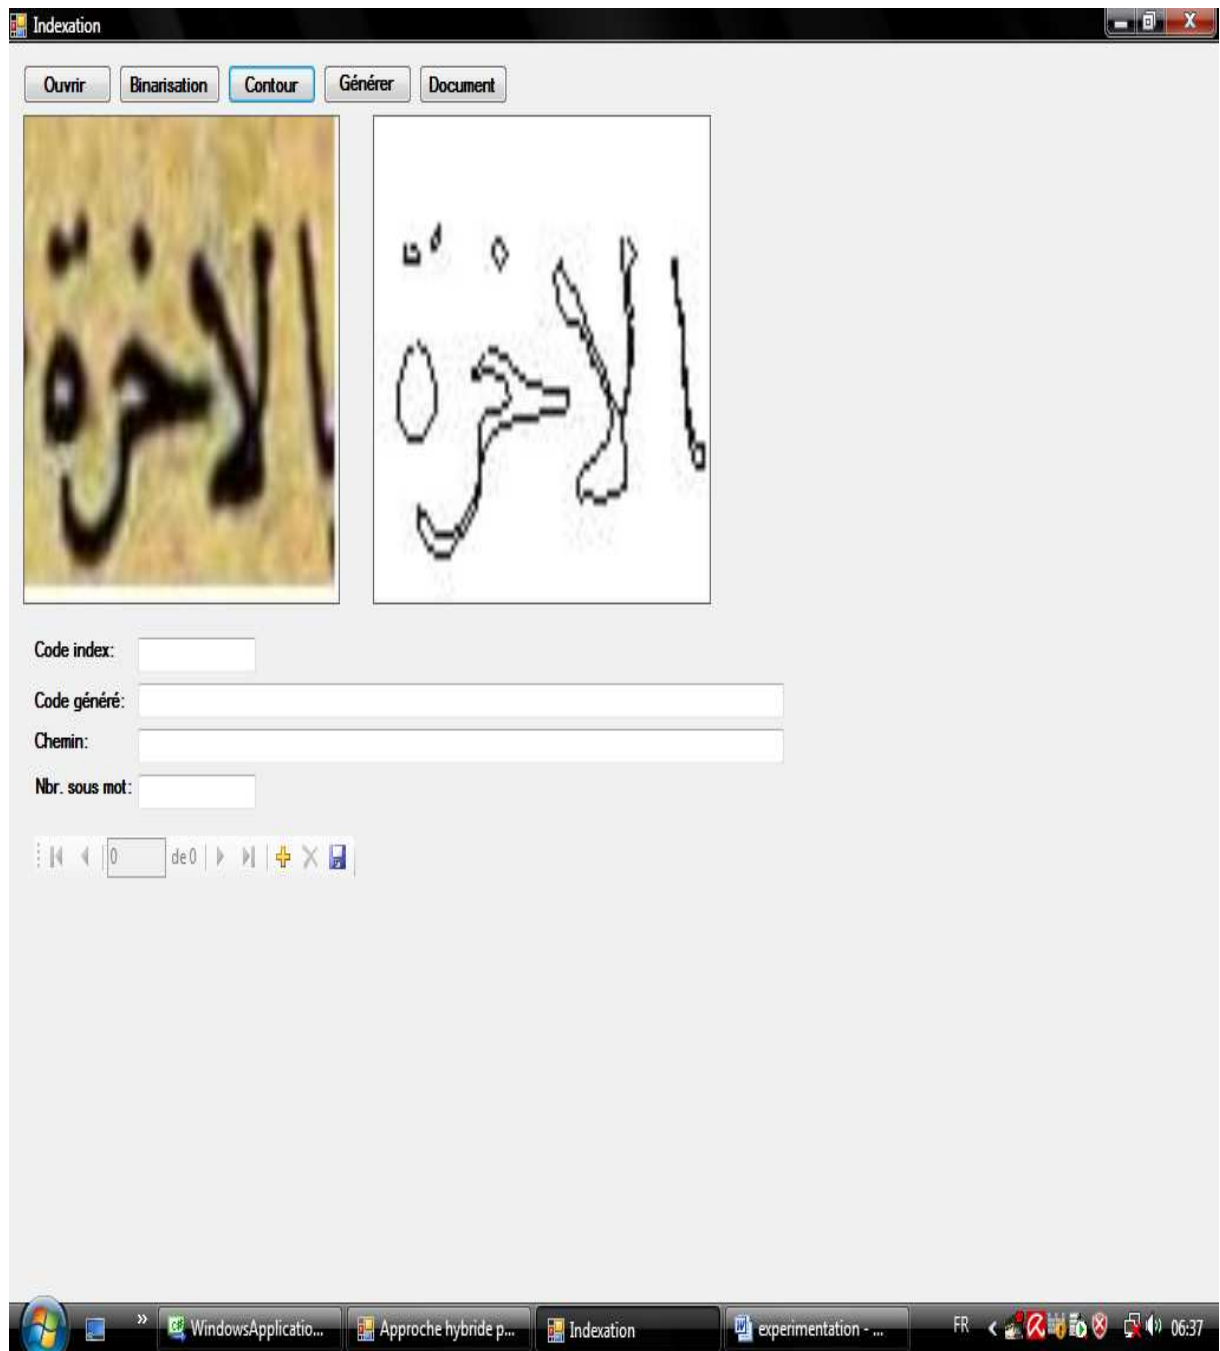 Indexation
Ouvrir Binarisation Contour Générer Document
الاخرة
الاخرة
Code index:
Code généré:
Chemin:
Nbr. sous mot:
0 de 0
WindowsApplicatio... Approche hybride p... Indexation experimentation - ... FR 06:37